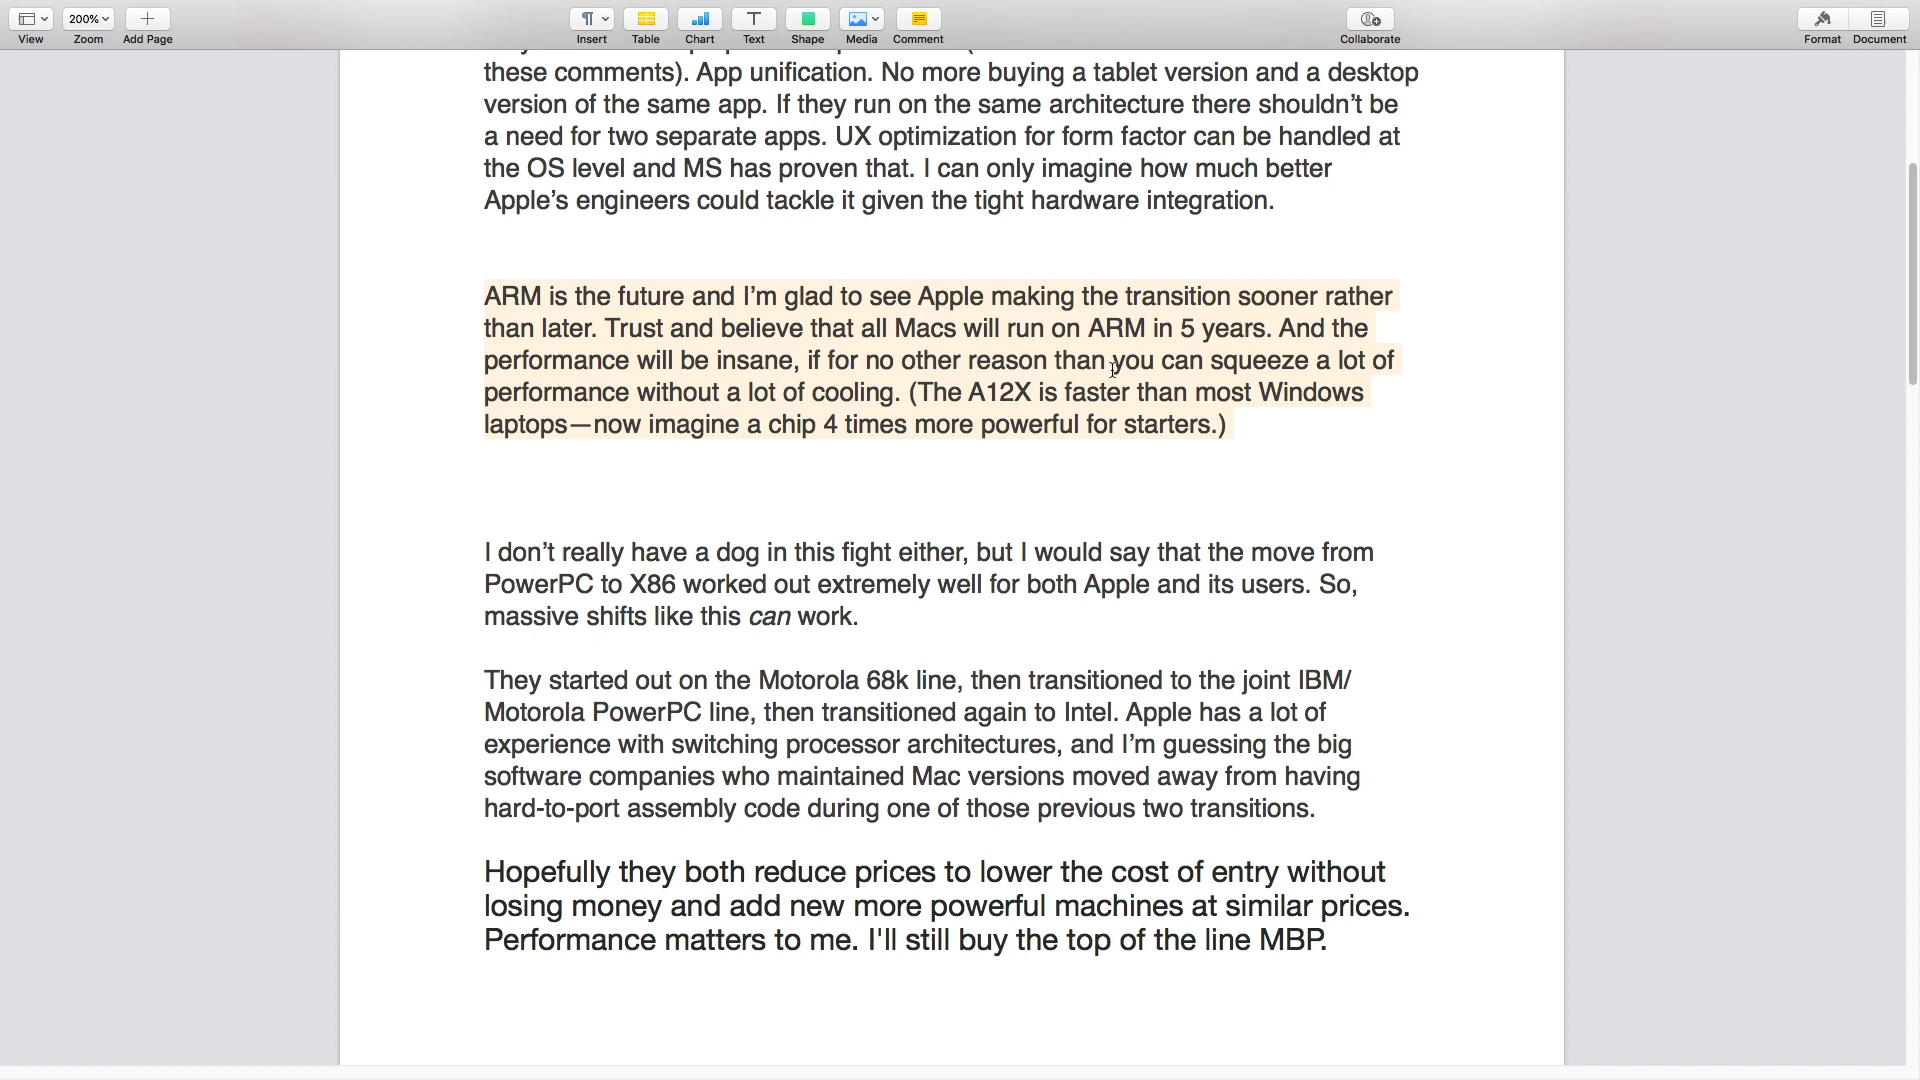 200%
View
Zoom
Add Page
Insert
Table
Chart
Text
Shape
Media
Comment
Collaborate
Format
Document
these comments). App unification. No more buying a tablet version and a desktop
version of the same app. If they run on the same architecture there shouldn’t be
a need for two separate apps. UX optimization for form factor can be handled at
the OS level and MS has proven that. I can only imagine how much better
Apple’s engineers could tackle it given the tight hardware integration.
ARM is the future and I’m glad to see Apple making the transition sooner rather
than later. Trust and believe that all Macs will run on ARM in 5 years. And the
performance will be insane, if for no other reason than you can squeeze a lot of
performance without a lot of cooling. (The A12X is faster than most Windows
laptops—now imagine a chip 4 times more powerful for starters.)
I don’t really have a dog in this fight either, but I would say that the move from
PowerPC to X86 worked out extremely well for both Apple and its users. So,
massive shifts like this can work.
They started out on the Motorola 68k line, then transitioned to the joint IBM/
Motorola PowerPC line, then transitioned again to Intel. Apple has a lot of
experience with switching processor architectures, and I’m guessing the big
software companies who maintained Mac versions moved away from having
hard-to-port assembly code during one of those previous two transitions.
Hopefully they both reduce prices to lower the cost of entry without
losing money and add new more powerful machines at similar prices.
Performance matters to me. I'll still buy the top of the line MBP.